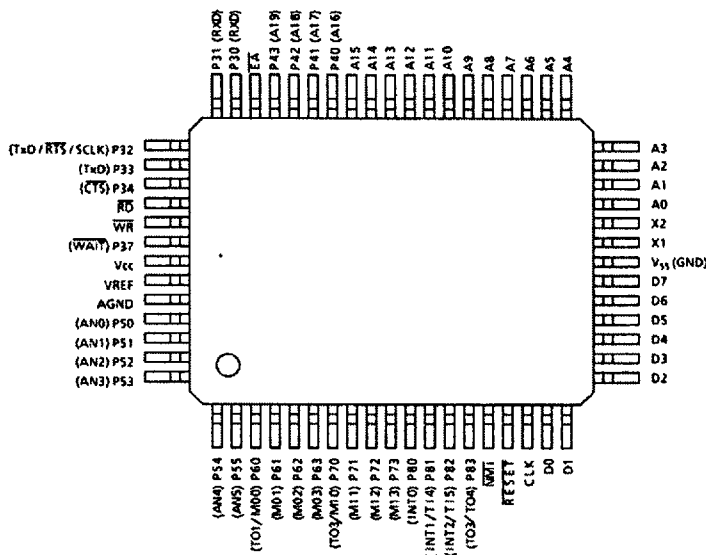 P31 (RXD)
P30 (RXD)
EA
P43 (A19)
P42 (A18)
P41 (A17)
P40 (A16)
A15
A14
A13
A12
A11
A10
A9
A8
A7
A6
A5
A4
(TxD/RTS/SCLK) P32
(TxD) P33
(CTS) P34
RD
WR
(WAIT) P37
Vcc
VREF
AGND
(AN0) P50
(AN1) P51
(AN2) P52
(AN3) P53
A3
A2
A1
A0
X2
X1
VSS (GND)
D7
D6
D5
D4
D3
D2
(AN4) P54
(AN5) P55
(TO1/M00) P60
(M01) P61
(M02) P62
(M03) P63
(TO3/M10) P70
(M11) P71
(M12) P72
(M13) P73
(INT0) P80
(INT1/TI4) P81
(INT2/TI5) P82
(TO3/TO4) P83
NMI
RESET
CLK
D0
D1